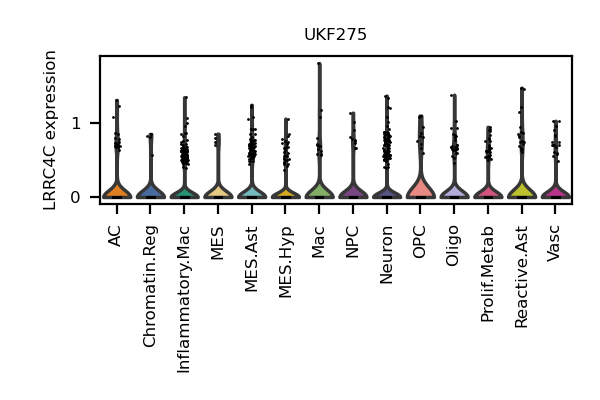 UKF275
LRRC4C expression
1
0
AC
Chromatin.Reg
Inflammatory.Mac
MES
MES.Ast
MES.Hyp
Mac
NPC
Neuron
OPC
Oligo
Prolif.Metab
Reactive.Ast
Vasc